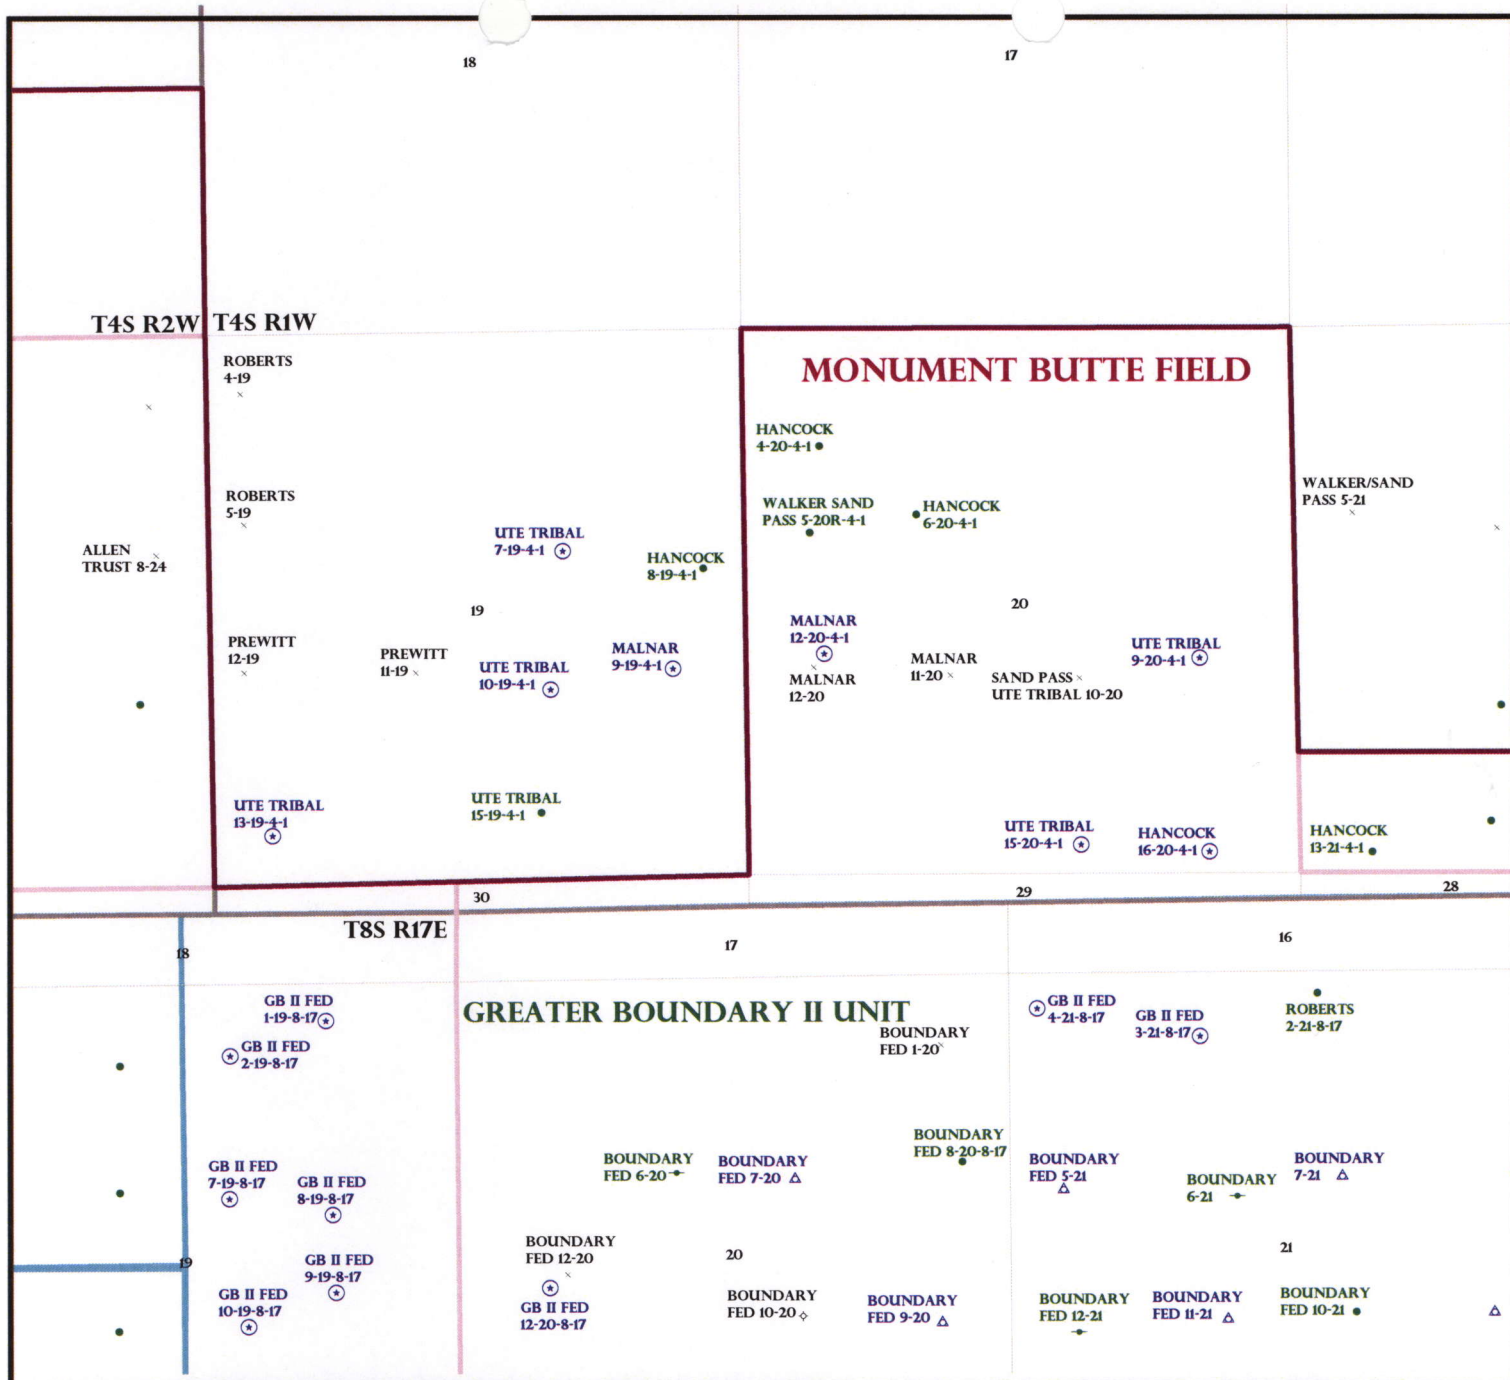 18
17
T4S R2W
T4S R1W
MONUMENT BUTTE FIELD
ROBERTS
4-19
HANCOCK
4-20-4-1
WALKER/SAND
PASS 5-21
ROBERTS
5-19
WALKER SAND
PASS 5-20R-4-1
HANCOCK
6-20-4-1
UTE TRIBAL
7-19-4-1
ALLEN
TRUST 8-24
HANCOCK
8-19-4-1
19
20
PREWITT
12-19
PREWITT
11-19
UTE TRIBAL
10-19-4-1
MALNAR
9-19-4-1
MALNAR
12-20-4-1
MALNAR
12-20
MALNAR
11-20
SAND PASS
UTE TRIBAL 10-20
UTE TRIBAL
9-20-4-1
UTE TRIBAL
13-19-4-1
UTE TRIBAL
15-19-4-1
UTE TRIBAL
15-20-4-1
HANCOCK
16-20-4-1
HANCOCK
13-21-4-1
30
29
28
T8S R17E
18
17
16
GREATER BOUNDARY II UNIT
GB II FED
1-19-8-17
GB II FED
2-19-8-17
BOUNDARY
FED 1-20
GB II FED
4-21-8-17
GB II FED
3-21-8-17
ROBERTS
2-21-8-17
GB II FED
7-19-8-17
GB II FED
8-19-8-17
BOUNDARY
FED 6-20
BOUNDARY
FED 7-20
BOUNDARY
FED 8-20-8-17
BOUNDARY
FED 5-21
BOUNDARY
6-21
BOUNDARY
7-21
19
20
21
GB II FED
9-19-8-17
GB II FED
10-19-8-17
BOUNDARY
FED 12-20
GB II FED
12-20-8-17
BOUNDARY
FED 10-20
BOUNDARY
FED 9-20
BOUNDARY
FED 12-21
BOUNDARY
FED 11-21
BOUNDARY
FED 10-21